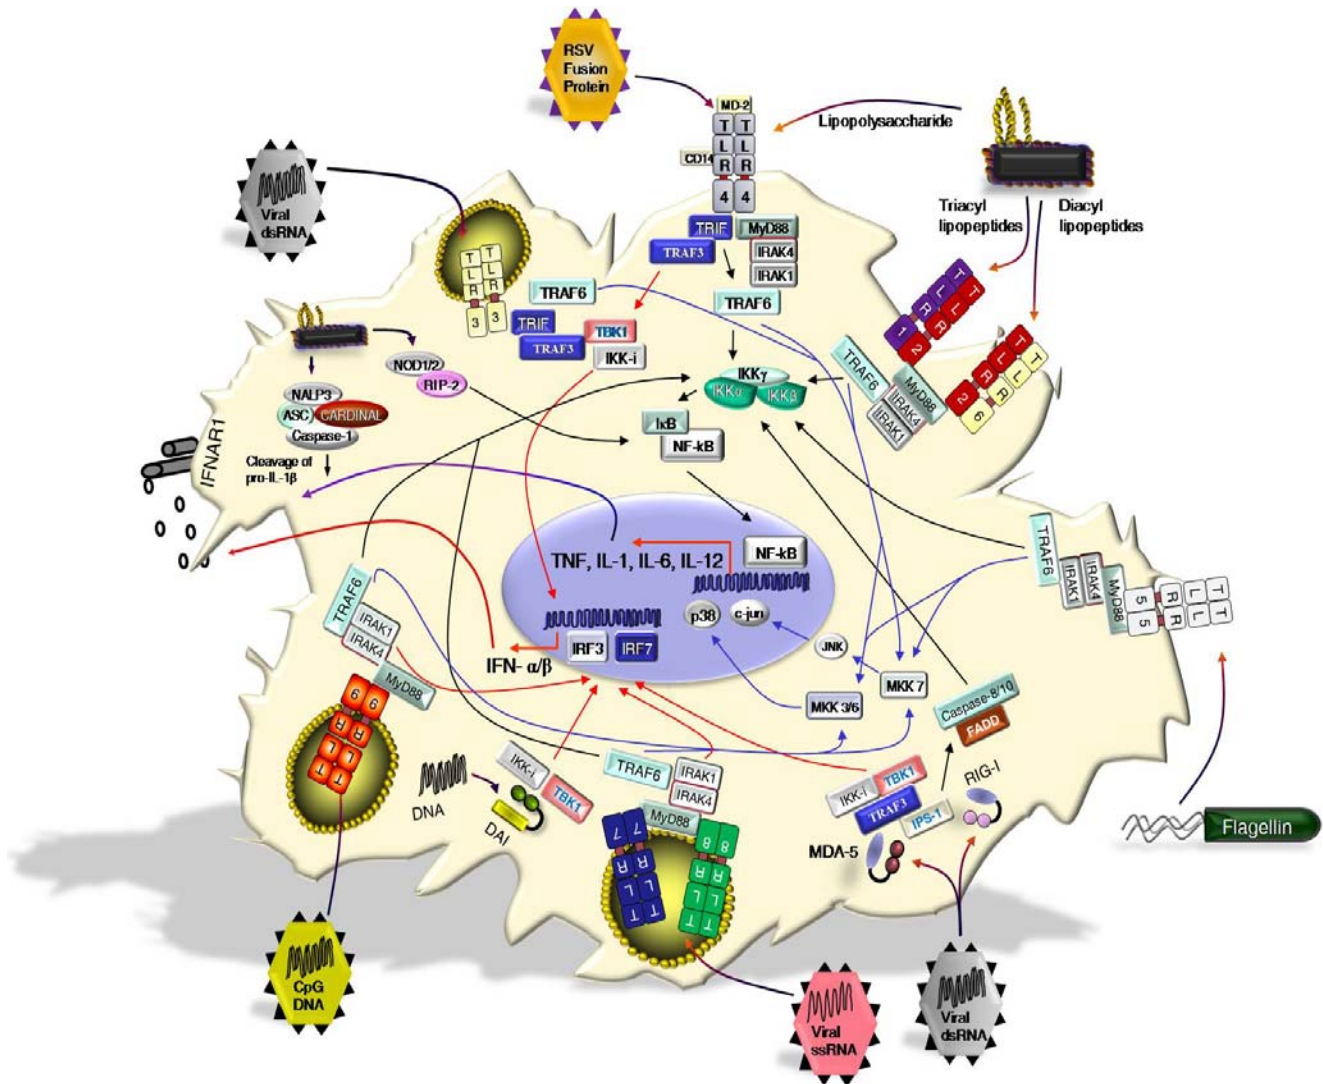 RSV
Fusion
Protein
MD-2
T T
L L
R R
4 4
CD14
Lipopolysaccharide
Viral
dsRNA
Triacyl
lipopeptides
Diacyl
lipopeptides
TRIF
MyD88
TRAF3
IRAK4
IRAK1
TRAF6
T T
L L
R R
3 3
TRAF6
TRIF
TRAF3
TBK1
IKK-i
T T
L L
R R
1 2
T T
L L
R R
2 6
TRAF6
MyD88
IRAK4
IRAK1
NOD1/2
RIP-2
NALP3
ASC
CARDINAL
Caspase-1
Cleavage of
pro-IL-1β
IFNAR1
IKKγ
IKKα
IKKβ
IκB
NF-kB
TNF, IL-1, IL-6, IL-12
NF-kB
p38
c-jun
IRF3
IRF7
IFN- α/β
JNK
MKK 7
MKK 3/6
TRAF6
IRAK1
IRAK4
MyD88
5 5
R R
L L
T T
TRAF6
IRAK1
IRAK4
MyD88
9 9
R R
L L
T T
Caspase-8/10
FADD
RIG-I
IKK-i
TBK1
TRAF3
IPS-1
MDA-5
DNA
DAI
IKK-i
TBK1
TRAF6
IRAK1
IRAK4
MyD88
7 7
R R
L L
T T
8 8
R R
L L
T T
Flagellin
CpG
DNA
Viral
ssRNA
Viral
dsRNA